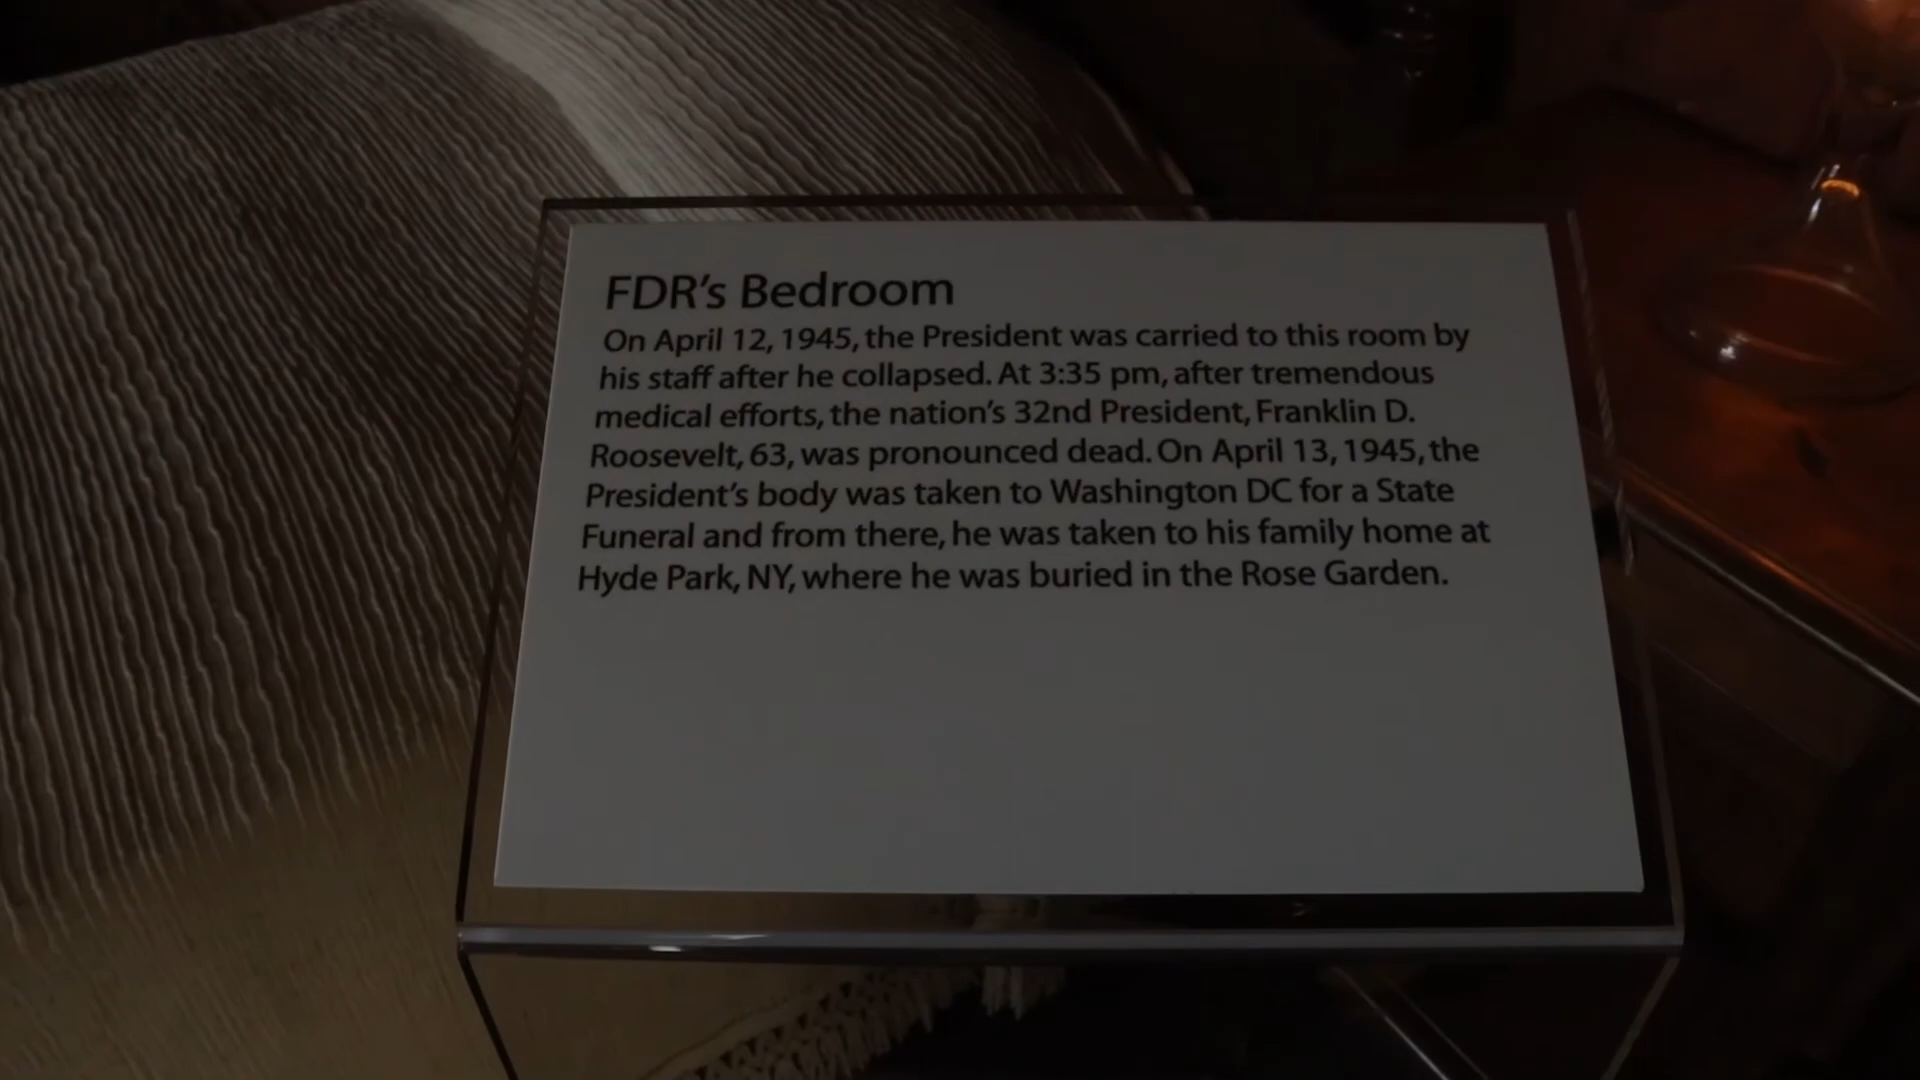 FDR's Bedroom
On April 12, 1945, the President was carried to this room by
his staff after he collapsed. At 3:35 pm, after tremendous
medical efforts, the nation's 32nd President, Franklin D.
Roosevelt, 63, was pronounced dead. On April 13, 1945, the
President's body was taken to Washington DC for a State
Funeral and from there, he was taken to his family home at
Hyde Park, NY, where he was buried in the Rose Garden.